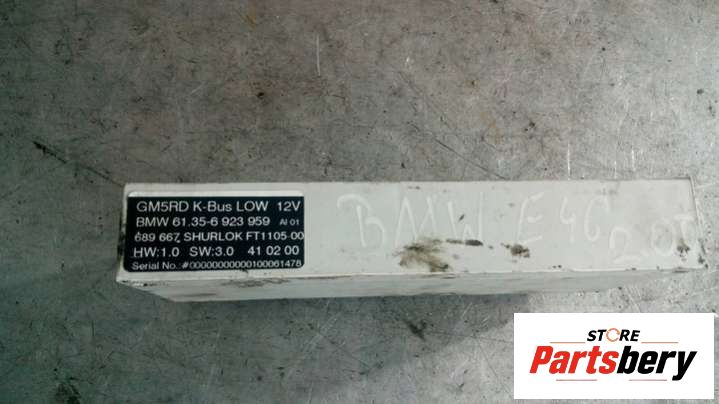 GM5RD K-Bus LOW 12V
BMW 61.35-6 923 959 AI 01
689 667 SHURLOK FT1105-00
HW:1.0 SW:3.0 41 02 00
Serial No.: #00000000000100061478
BMW E 46
STORE
Partsbery